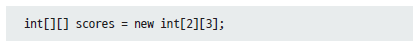 int[][] scores = new int[2][3];